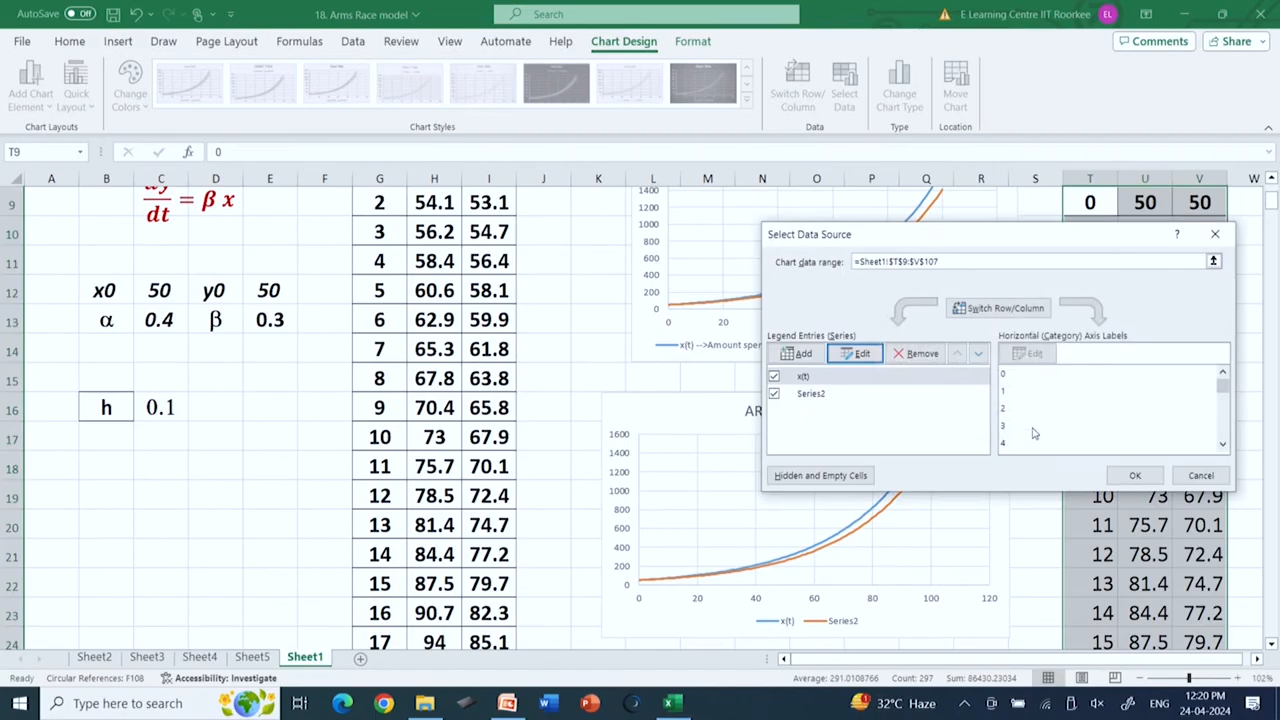 AutoSave Off 18. Arms Race model Search E Learning Centre IIT Roorkee EL
File Home Insert Draw Page Layout Formulas Data Review View Automate Help Chart Design Format Comments Share
Add Chart Element Quick Layout Change Colors Switch Row/Column Select Data Change Chart Type Move Chart
Chart Layouts Chart Styles Data Type Location
T9 fx 0
A B C D E F G H I J K L M N O P Q R S T U V W
9 dt = β x 2 54.1 53.1 0 50 50
10 3 56.2 54.7
11 4 58.4 56.4
12 x0 50 y0 50 5 60.6 58.1
13 α 0.4 β 0.3 6 62.9 59.9
14 7 65.3 61.8
15 8 67.8 63.8
16 h 0.1 9 70.4 65.8
17 10 73 67.9
18 11 75.7 70.1
19 12 78.5 72.4 10 73 67.9
20 13 81.4 74.7 11 75.7 70.1
21 14 84.4 77.2 12 78.5 72.4
22 15 87.5 79.7 13 81.4 74.7
23 16 90.7 82.3 14 84.4 77.2
24 17 94 85.1 15 87.5 79.7
1400
1200
1000
800
600
400
200
0
0 20
x(t) -->Amount spe
AR
1600
1400
1200
1000
800
600
400
200
0
0 20 40 60 80 100 120
x(t) Series2
Select Data Source ?
Chart data range: =Sheet1!$T$9:$V$107
Switch Row/Column
Legend Entries (Series) Horizontal (Category) Axis Labels
Add Edit Remove Edit
x(t)
Series2
0
1
2
3
4
Hidden and Empty Cells OK Cancel
Sheet2 Sheet3 Sheet4 Sheet5 Sheet1
Ready Circular References: F108 Accessibility: Investigate Average: 291.0108766 Count: 297 Sum: 86430.23034 102%
Type here to search 32°C Haze ENG 12:20 PM
24-04-2024